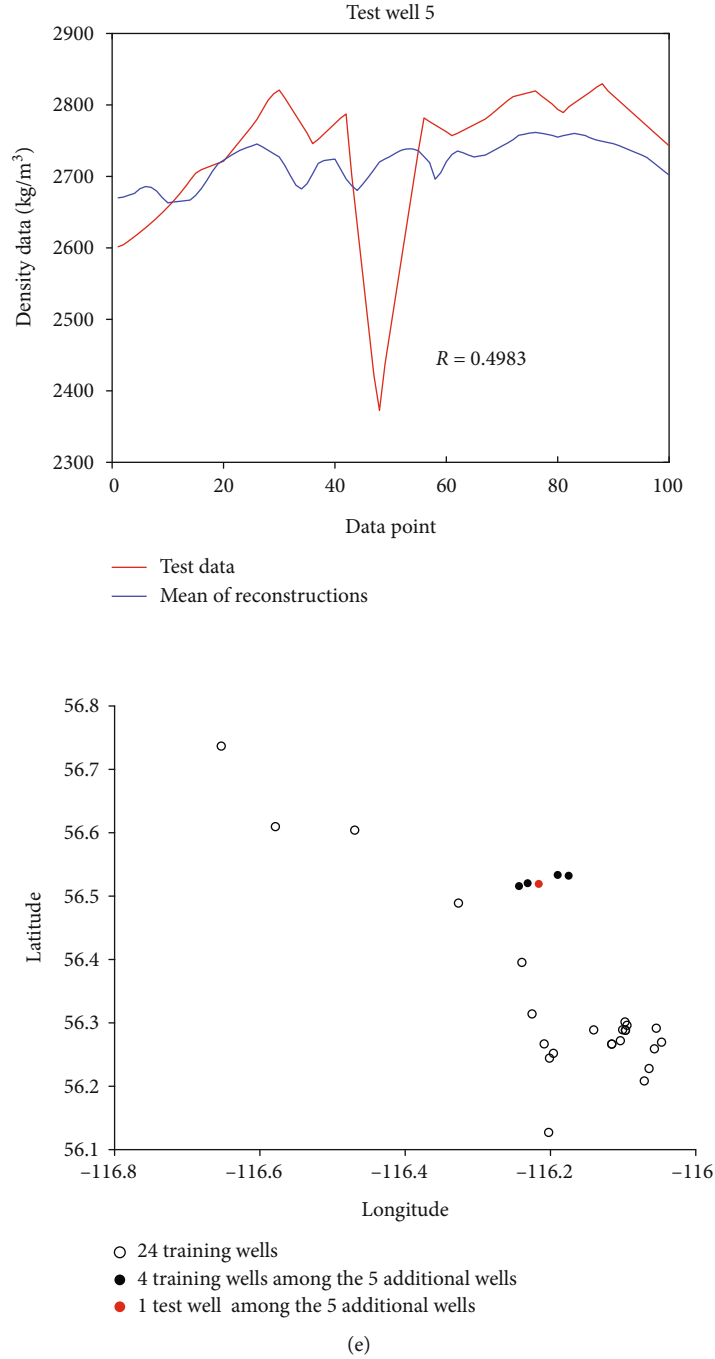 Test well 5
2900
2800
2700
2600
2500
2400
2300
Density data (kg/m³)
R = 0.4983
0 20 40 60 80 100
Data point
Test data
Mean of reconstructions
56.8
56.7
56.6
56.5
56.4
56.3
56.2
56.1
Latitude
−116.8 −116.6 −116.4 −116.2 −116
Longitude
24 training wells
4 training wells among the 5 additional wells
1 test well among the 5 additional wells
(e)